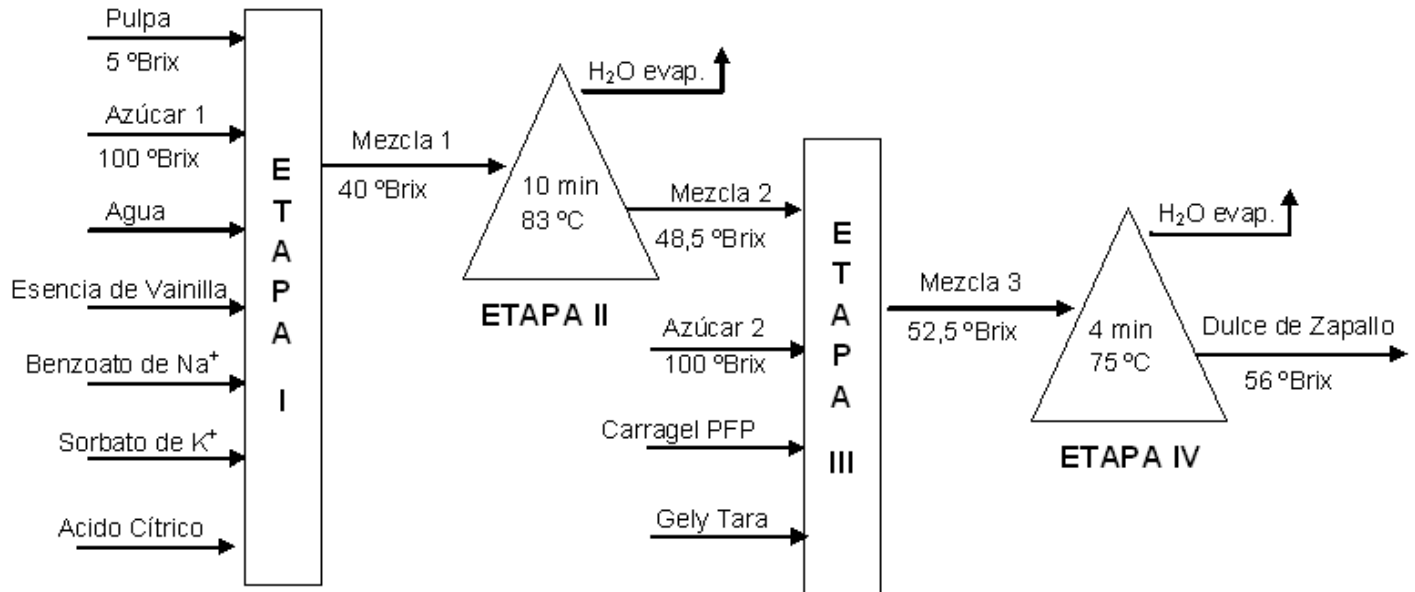 Pulpa
5 ºBrix
Azúcar 1
100 ºBrix
Agua
Esencia de Vainilla
Benzoato de Na⁺
Sorbato de K⁺
Acido Cítrico
ETAPA I
Mezcla 1
40 ºBrix
H₂O evap.
10 min
83 ºC
ETAPA II
Mezcla 2
48,5 ºBrix
Azúcar 2
100 ºBrix
Carragel PFP
Gely Tara
ETAPA III
Mezcla 3
52,5 ºBrix
H₂O evap.
4 min
75 ºC
ETAPA IV
Dulce de Zapallo
56 ºBrix